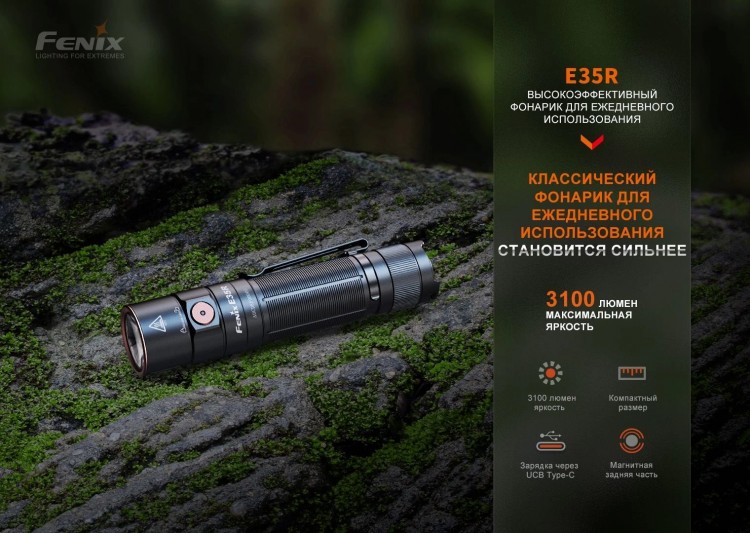 FENIX
LIGHTING FOR EXTREMES
E35R
ВЫСОКОЭФФЕКТИВНЫЙ
ФОНАРИК ДЛЯ ЕЖЕДНЕВНОГО
ИСПОЛЬЗОВАНИЯ
КЛАССИЧЕСКИЙ
ФОНАРИК ДЛЯ
ЕЖЕДНЕВНОГО
ИСПОЛЬЗОВАНИЯ
СТАНОВИТСЯ СИЛЬНЕЕ
3100 ЛЮМЕН
МАКСИМАЛЬНАЯ
ЯРКОСТЬ
3100 люмен
яркость
Компактный
размер
Зарядка через
UCB Type-C
Магнитная
задняя часть
FENIX E35R